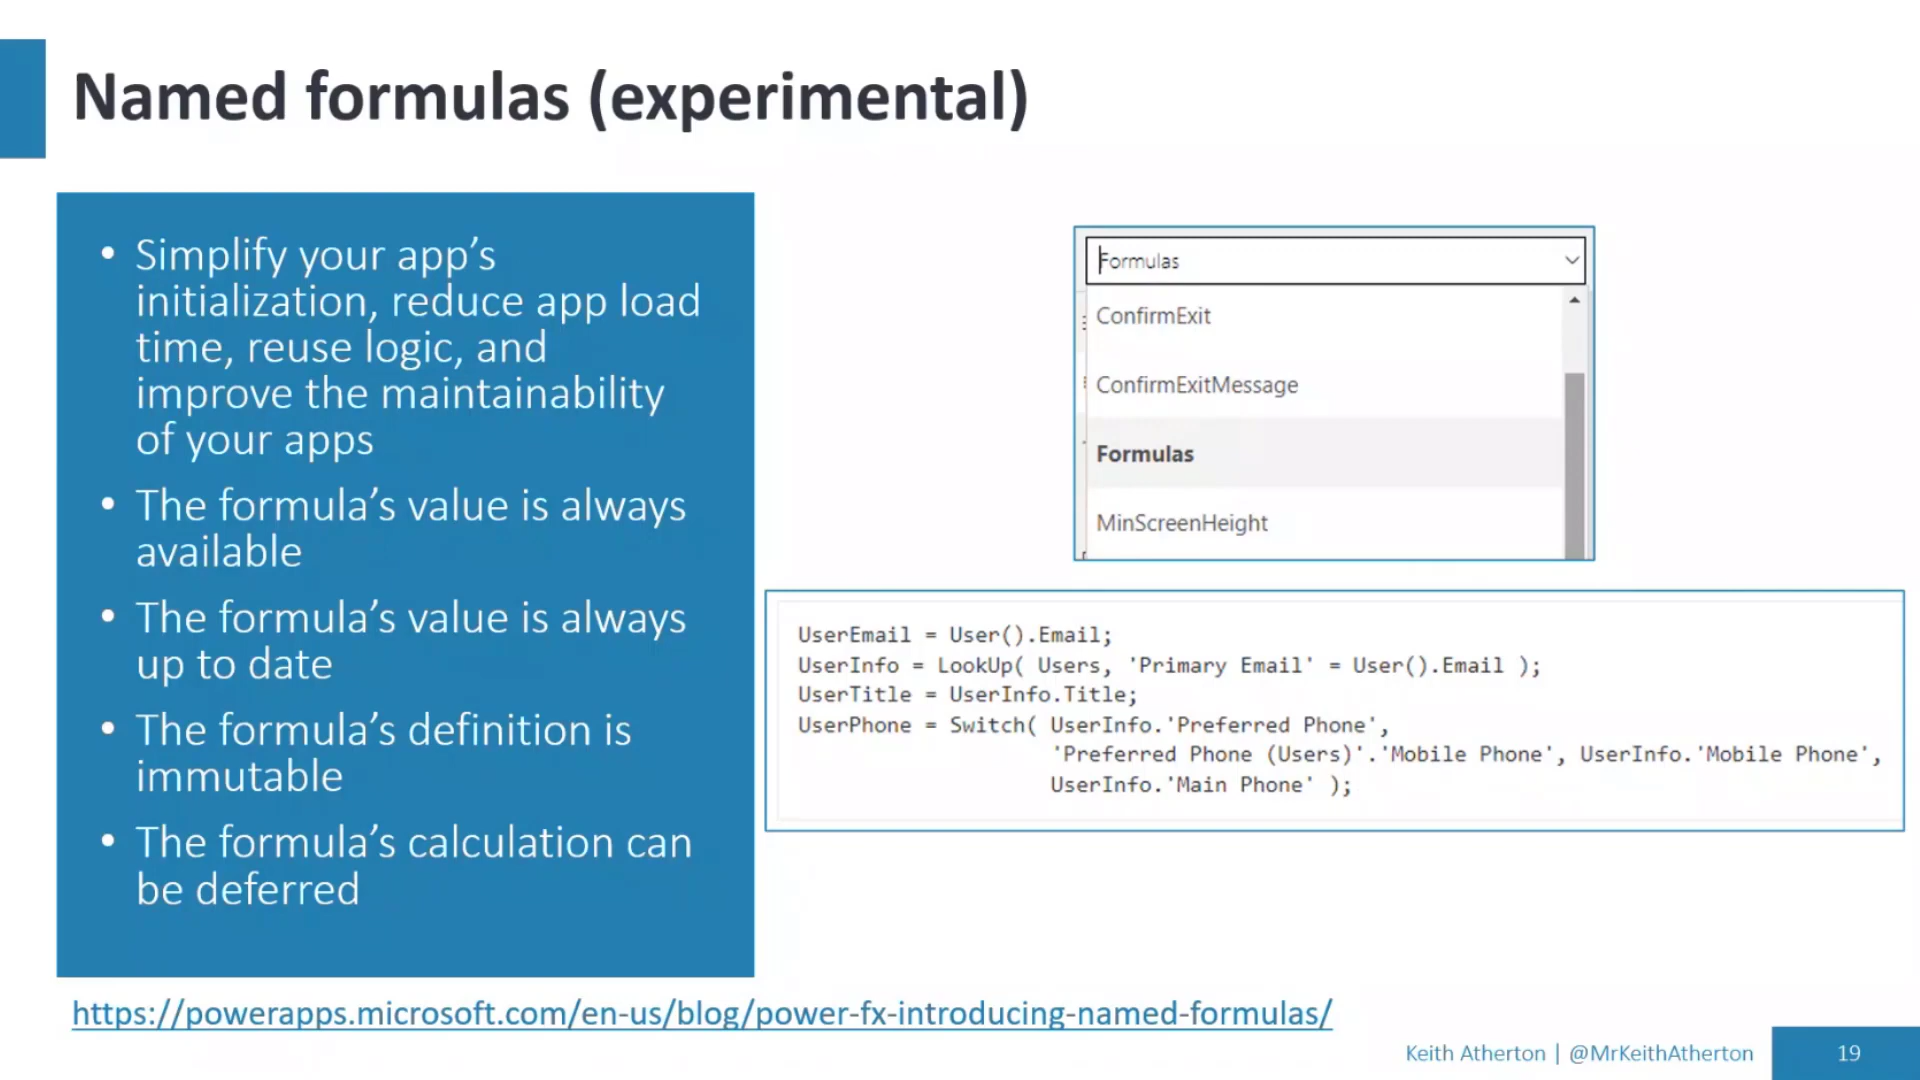 Named formulas (experimental)
• Simplify your app’s
initialization, reduce app load
time, reuse logic, and
improve the maintainability
of your apps
• The formula’s value is always
available
• The formula’s value is always
up to date
• The formula’s definition is
immutable
• The formula’s calculation can
be deferred
Formulas
ConfirmExit
ConfirmExitMessage
Formulas
MinScreenHeight
UserEmail = User().Email;
UserInfo = LookUp( Users, 'Primary Email' = User().Email );
UserTitle = UserInfo.Title;
UserPhone = Switch( UserInfo.'Preferred Phone',
'Preferred Phone (Users)'.'Mobile Phone', UserInfo.'Mobile Phone',
UserInfo.'Main Phone' );
https://powerapps.microsoft.com/en-us/blog/power-fx-introducing-named-formulas/
Keith Atherton | @MrKeithAtherton
19